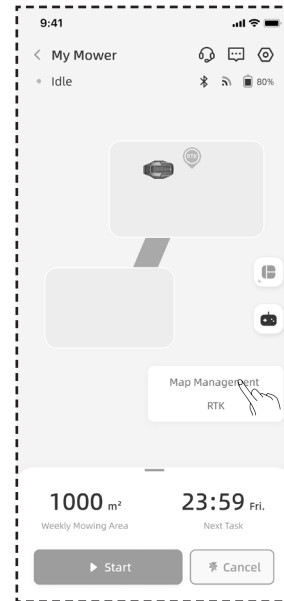 9:41
My Mower
Idle
80%
RTK
Map Management
RTK
1000 m²
23:59 Fri.
Weekly Mowing Area
Next Task
Start
Cancel